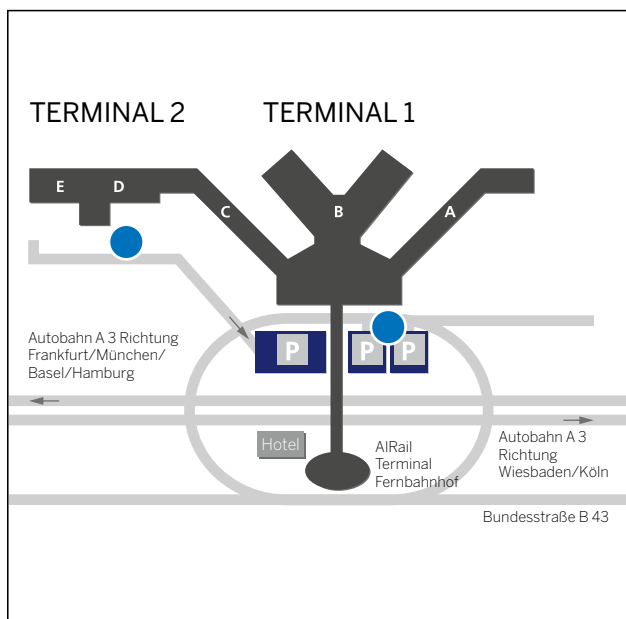 TERMINAL 2
TERMINAL 1
E
D
C
B
A
Autobahn A 3 Richtung
Frankfurt/München/
Basel/Hamburg
P
P
P
Hotel
AIRail
Terminal
Fernbahnhof
Autobahn A 3
Richtung
Wiesbaden/Köln
Bundesstraße B 43